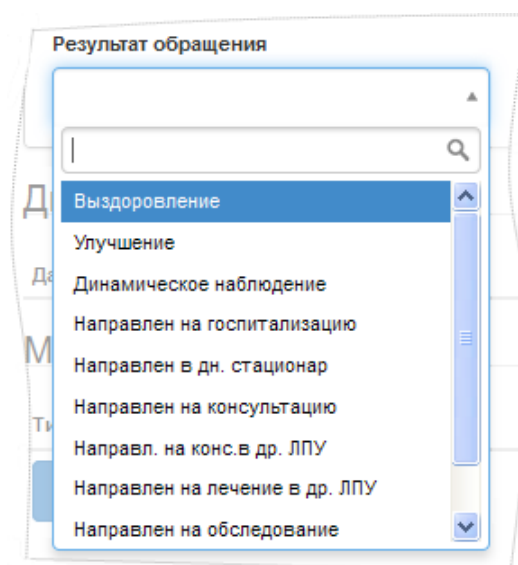 Результат обращения
Выздоровление
Улучшение
Динамическое наблюдение
Направлен на госпитализацию
Направлен в дн. стационар
Направлен на консультацию
Направл. на конс.в др. ЛПУ
Направлен на лечение в др. ЛПУ
Направлен на обследование